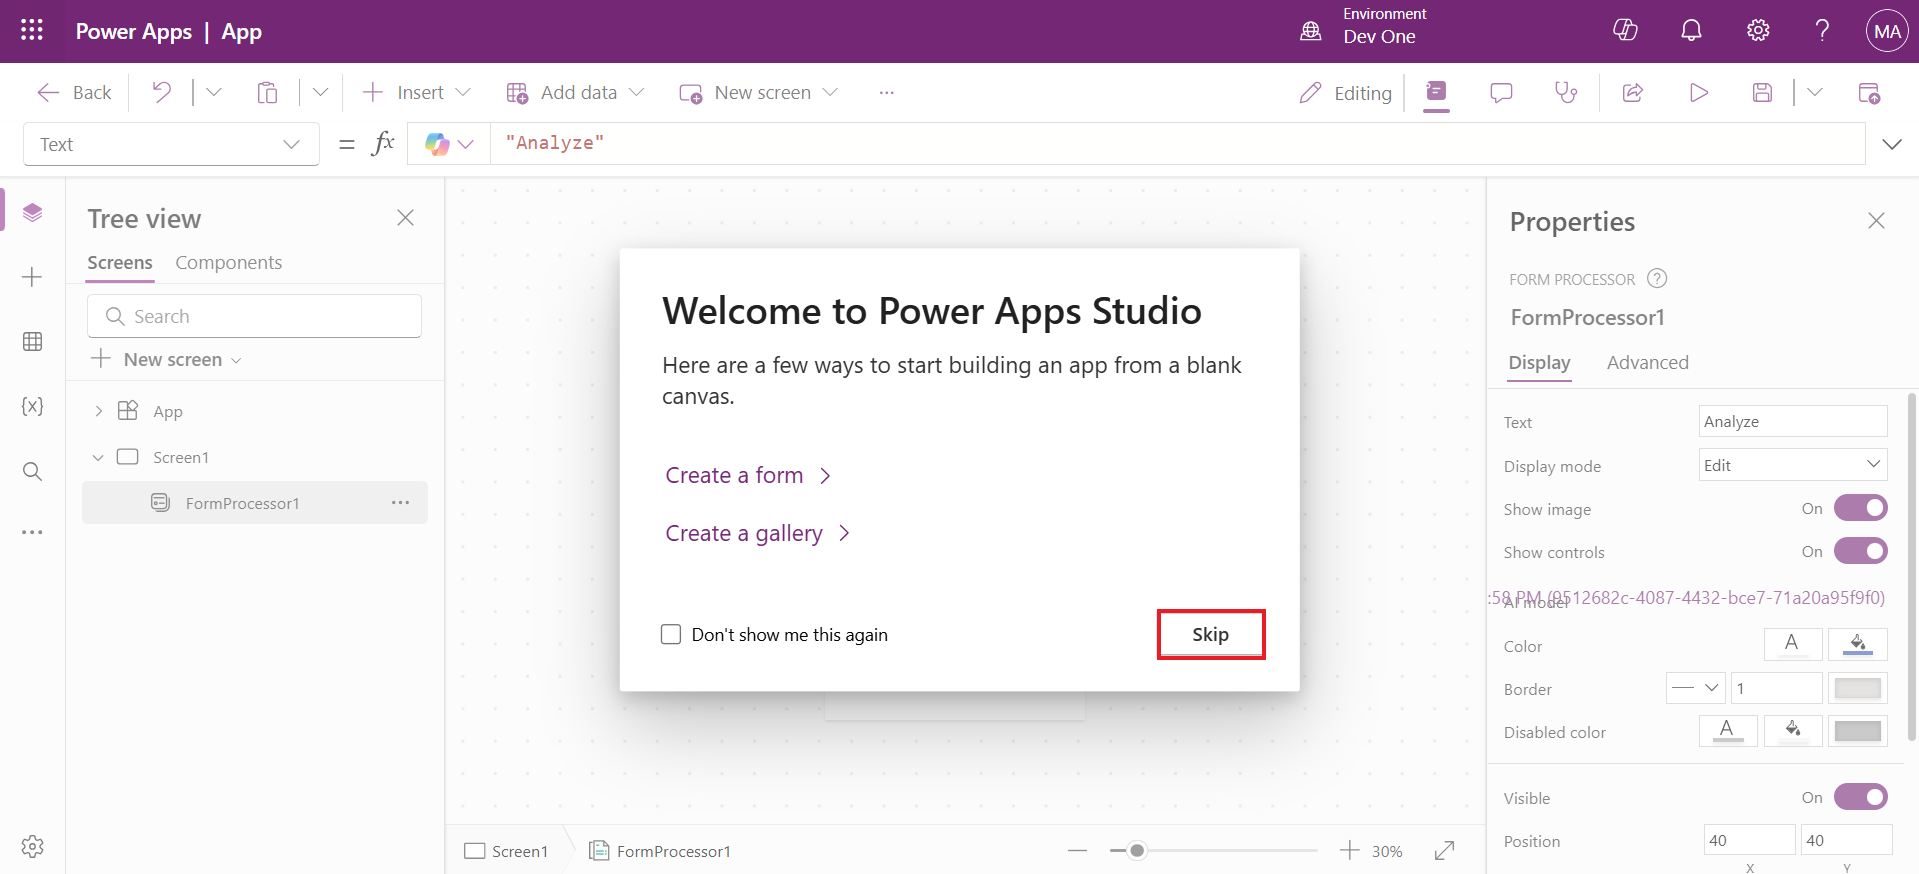 Power Apps | App
Environment
Dev One
MA
Back
Insert
Add data
New screen
Editing
Text
= fx
"Analyze"
Tree view
Screens Components
Search
New screen
App
Screen1
FormProcessor1
Welcome to Power Apps Studio
Here are a few ways to start building an app from a blank
canvas.
Create a form
Create a gallery
Don't show me this again
Skip
Screen1
FormProcessor1
30%
Properties
FORM PROCESSOR
FormProcessor1
Display Advanced
Text Analyze
Display mode Edit
Show image On
Show controls On
AI model :58 PM (9512682c-4087-4432-bce7-71a20a95f9f0)
Color A
Border 1
Disabled color A
Visible On
Position 40 40
X Y